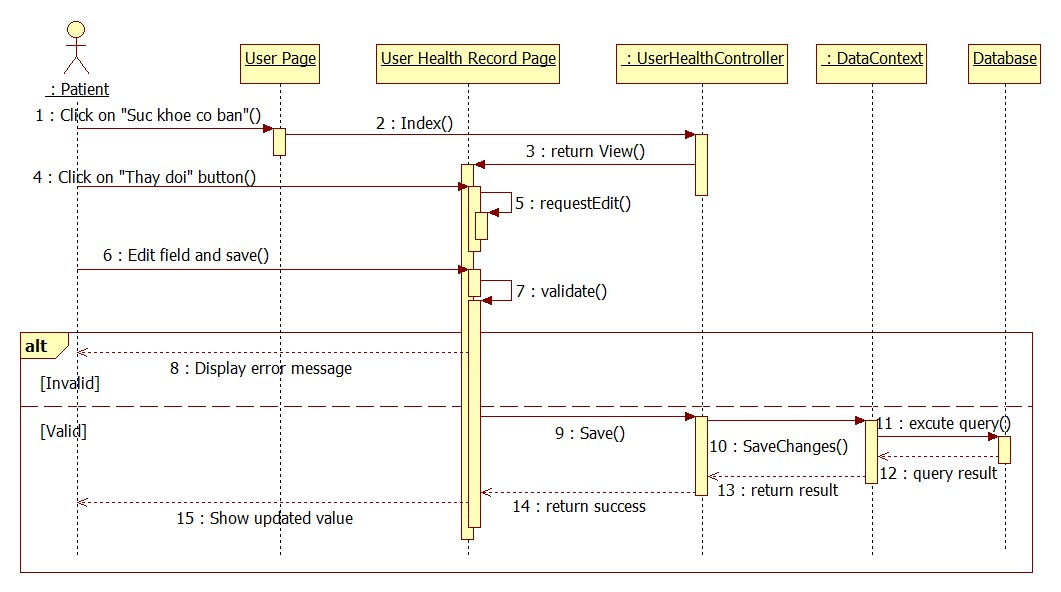 User Page
User Health Record Page
: UserHealthController
: DataContext
Database
: Patient
1 : Click on "Suc khoe co ban"()
2 : Index()
3 : return View()
4 : Click on "Thay doi" button()
5 : requestEdit()
6 : Edit field and save()
7 : validate()
alt
8 : Display error message
[Invalid]
[Valid]
9 : Save()
10 : SaveChanges()
11 : excute query()
12 : query result
13 : return result
14 : return success
15 : Show updated value